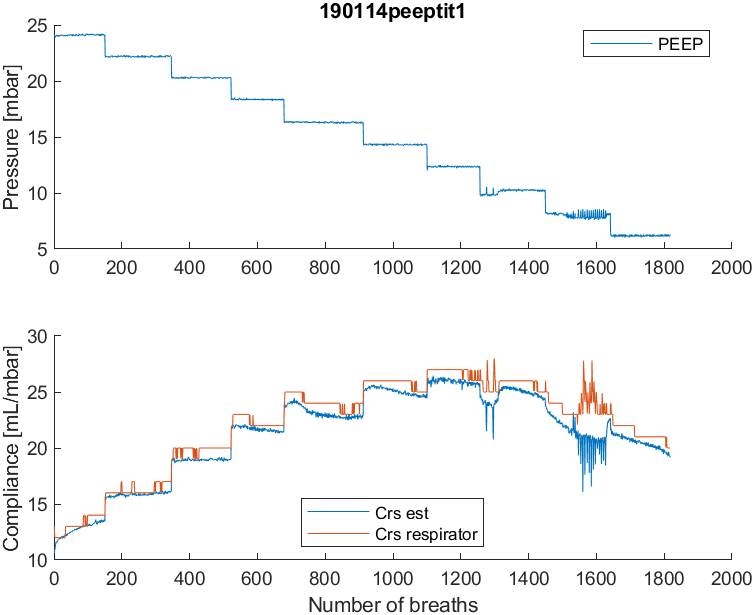 190114peeptit1
25
20
15
10
5
Pressure [mbar]
PEEP
0 200 400 600 800 1000 1200 1400 1600 1800 2000
30
25
20
15
10
Compliance [mL/mbar]
Crs est
Crs respirator
0 200 400 600 800 1000 1200 1400 1600 1800 2000
Number of breaths